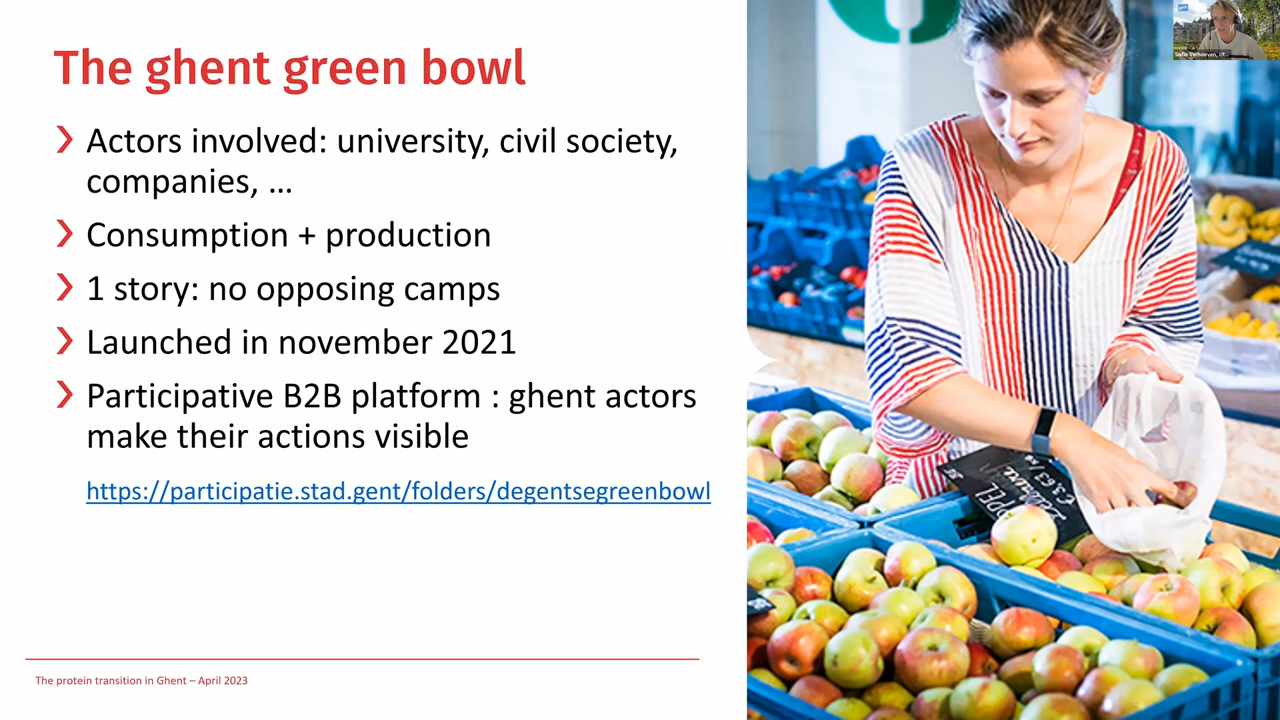 The ghent green bowl
Actors involved: university, civil society,
companies, ...
Consumption + production
1 story: no opposing camps
Launched in november 2021
Participative B2B platform : ghent actors
make their actions visible
https://participatie.stad.gent/folders/degentsegreenbowl
The protein transition in Ghent – April 2023
€3.63/